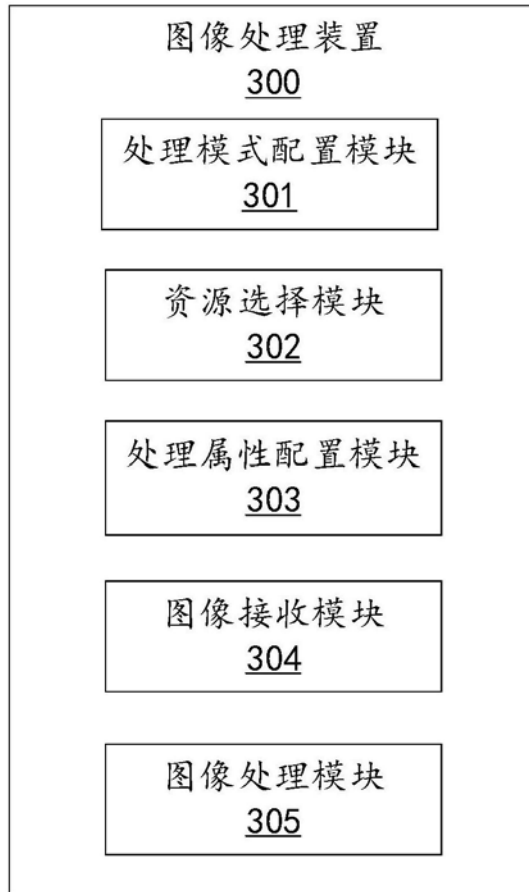 图像处理装置
300
处理模式配置模块
301
资源选择模块
302
处理属性配置模块
303
图像接收模块
304
图像处理模块
305